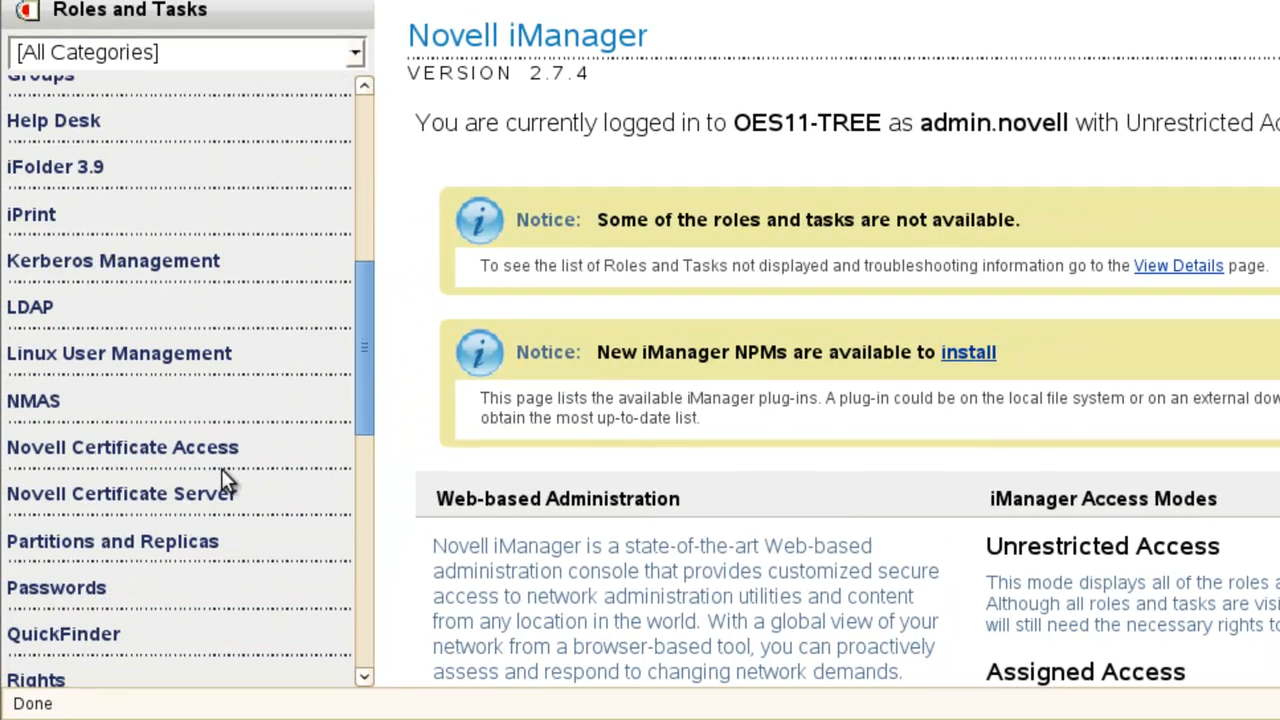 Roles and Tasks
[All Categories]
Groups
Help Desk
iFolder 3.9
iPrint
Kerberos Management
LDAP
Linux User Management
NMAS
Novell Certificate Access
Novell Certificate Server
Partitions and Replicas
Passwords
QuickFinder
Rights
Done
Novell iManager
VERSION 2.7.4
You are currently logged in to OES11-TREE as admin.novell with Unrestricted Ac
Notice: Some of the roles and tasks are not available.
To see the list of Roles and Tasks not displayed and troubleshooting information go to the View Details page.
Notice: New iManager NPMs are available to install
This page lists the available iManager plug-ins. A plug-in could be on the local file system or on an external dow
obtain the most up-to-date list.
Web-based Administration
Novell iManager is a state-of-the-art Web-based
administration console that provides customized secure
access to network administration utilities and content
from any location in the world. With a global view of your
network from a browser-based tool, you can proactively
assess and respond to changing network demands.
iManager Access Modes
Unrestricted Access
This mode displays all of the roles a
Although all roles and tasks are visi
will still need the necessary rights to
Assigned Access